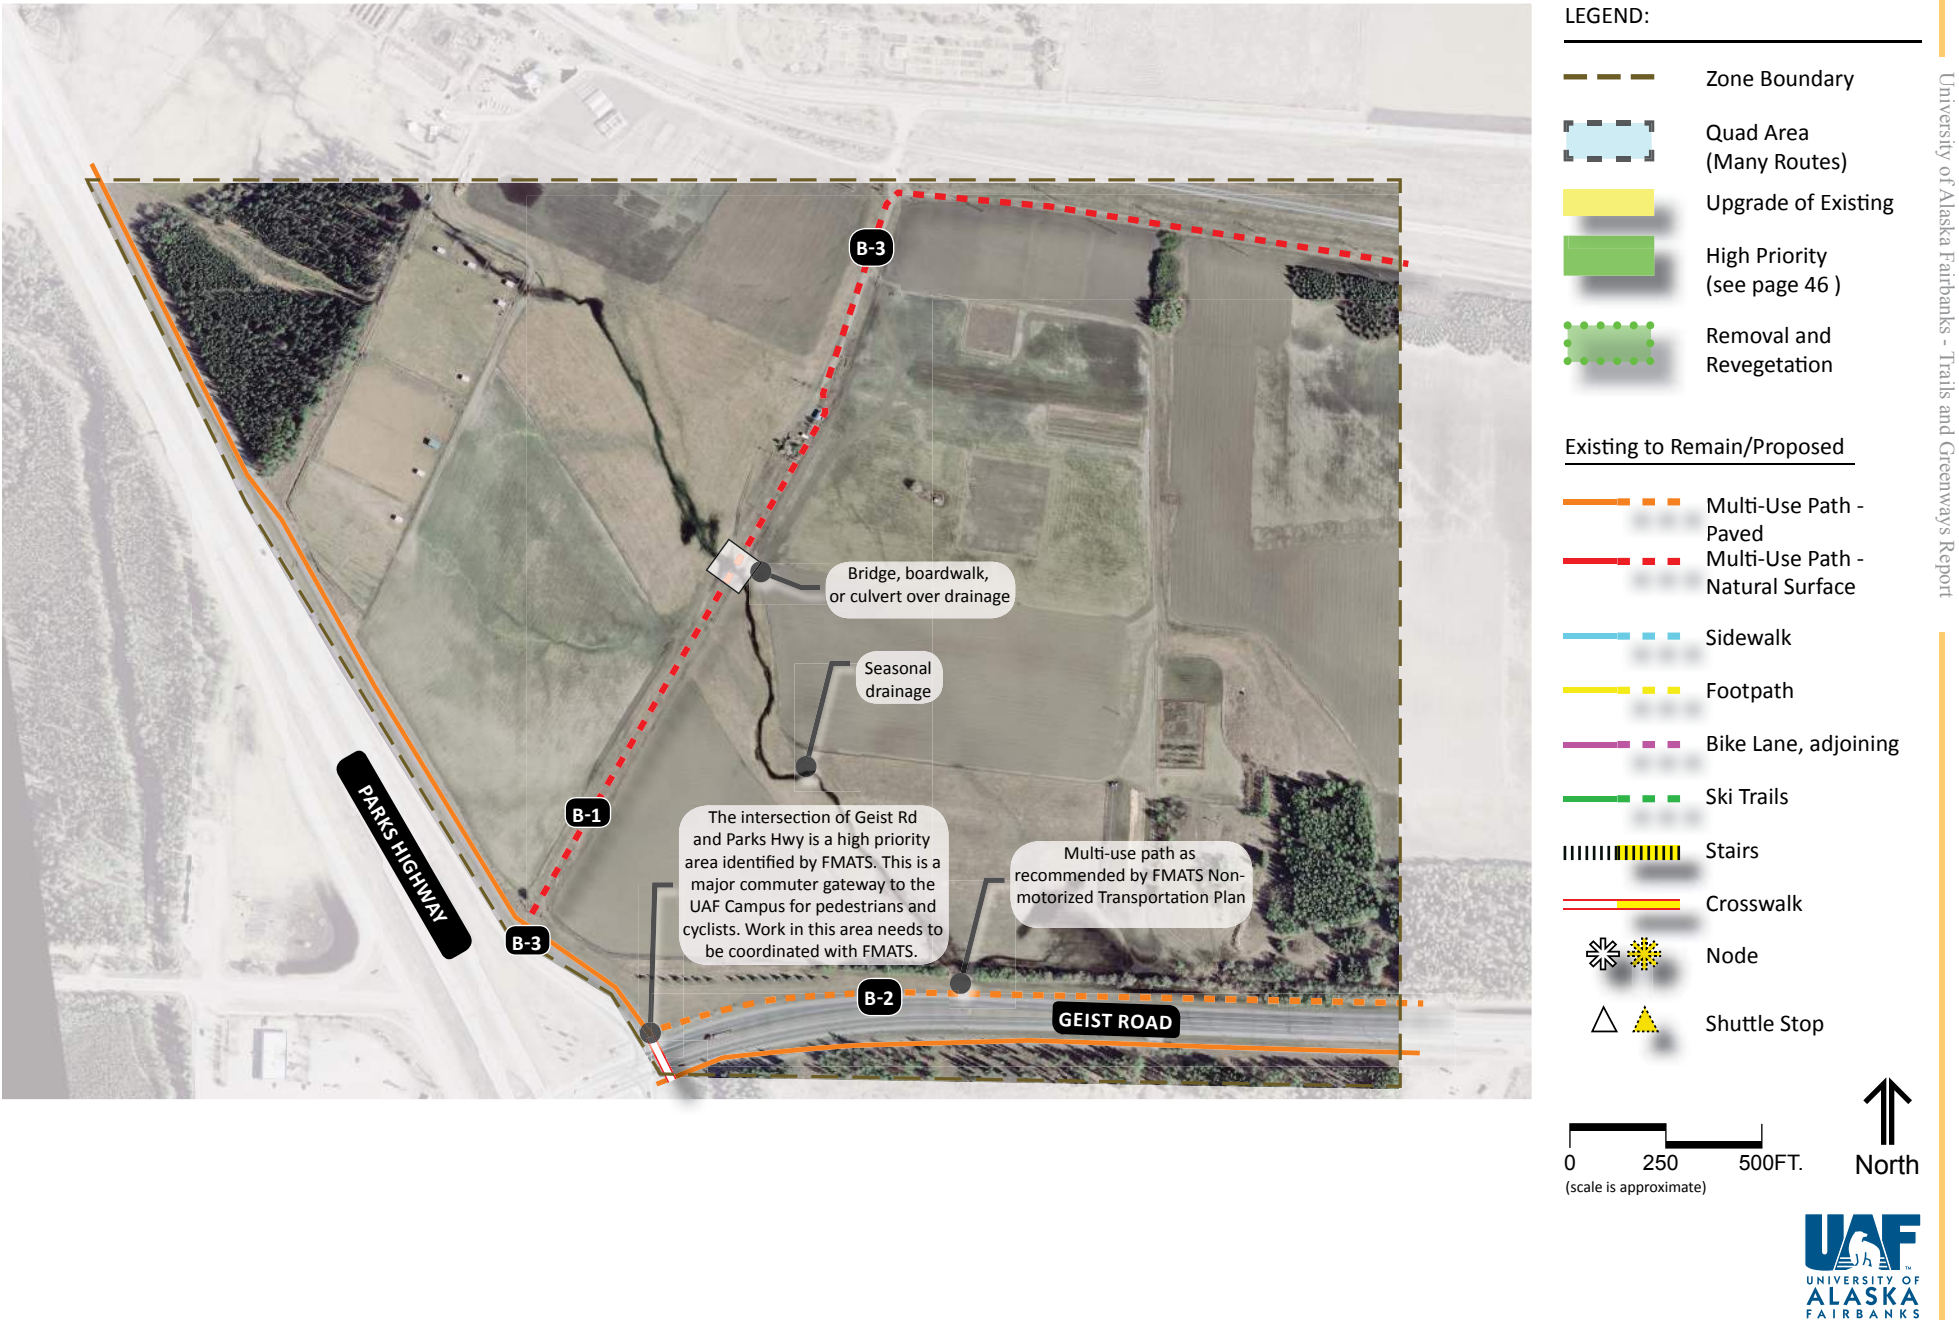 B-3
Bridge, boardwalk,
or culvert over drainage
Seasonal
drainage
B-1
PARKS HIGHWAY
The intersection of Geist Rd
and Parks Hwy is a high priority
area identified by FMATS. This is a
major commuter gateway to the
UAF Campus for pedestrians and
cyclists. Work in this area needs to
be coordinated with FMATS.
Multi-use path as
recommended by FMATS Non-
motorized Transportation Plan
B-3
B-2
GEIST ROAD
LEGEND:
Zone Boundary
Quad Area
(Many Routes)
Upgrade of Existing
High Priority
(see page 46 )
Removal and
Revegetation
Existing to Remain/Proposed
Multi-Use Path -
Paved
Multi-Use Path -
Natural Surface
Sidewalk
Footpath
Bike Lane, adjoining
Ski Trails
Stairs
Crosswalk
Node
Shuttle Stop
0 250 500FT.
(scale is approximate)
North
UAF
UNIVERSITY OF
ALASKA
FAIRBANKS
University of Alaska Fairbanks - Trails and Greenways Report